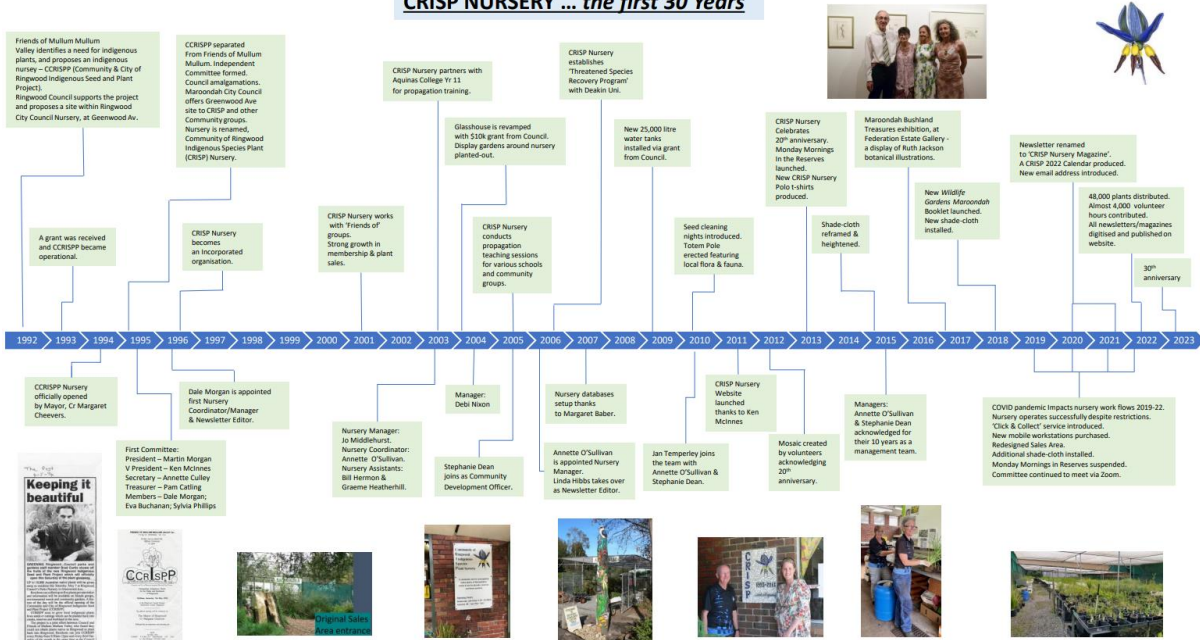 CRISP NURSERY ... the first 30 Years
Friends of Mullum Mullum
Valley identifies a need for indigenous
plants, and proposes an indigenous
nursey – CCRISPP (Community & City of
Ringwood Indigenous Seed and Plant
Project).
Ringwood Council supports the project
and proposes a site within Ringwood
City Council Nursery, at Geenwood Av.
A grant was received
and CCRISPP became
operational.
CCRISPP separated
From Friends of Mullum
Mullum. Independent
Committee formed.
Council amalgamations.
Maroondah City Council
offers Greenwood Ave
site to CRISP and other
Community groups.
Nursery is renamed,
Community of Ringwood
Indigenous Species Plant
(CRISP) Nursery.
CRISP Nursery
becomes
an Incorporated
organisation.
CRISP Nursery works
with 'Friends of'
groups.
Strong growth in
membership & plant
sales.
CRISP Nursery partners with
Aquinas College Yr 11
for propagation training.
Glasshouse is revamped
with $10k grant from Council.
Display gardens around nursery
planted-out.
CRISP Nursery
conducts
propagation
teaching sessions
for various schools
and community
groups.
CRISP Nursery
establishes
'Threatened Species
Recovery Program'
with Deakin Uni.
New 25,000 litre
water tanks
installed via grant
from Council.
Seed cleaning
nights introduced.
Totem Pole
erected featuring
local flora & fauna.
CRISP Nursery
Celebrates
20th anniversary.
Monday Mornings
In the Reserves
launched.
New CRISP Nursery
Polo t-shirts
produced.
Shade-cloth
reframed &
heightened.
Maroondah Bushland
Treasures exhibition, at
Federation Estate Gallery -
a display of Ruth Jackson
botanical illustrations.
New Wildlife
Gardens Maroondah
Booklet launched.
New shade-cloth
installed.
Newsletter renamed
to 'CRISP Nursery Magazine'.
A CRISP 2022 Calendar produced.
New email address introduced.
48,000 plants distributed.
Almost 4,000 volunteer
hours contributed.
All newsletters/magazines
digitised and published on
website.
30th
anniversary
1992 1993 1994 1995 1996 1997 1998 1999 2000 2001 2002 2003 2004 2005 2006 2007 2008 2009 2010 2011 2012 2013 2014 2015 2016 2017 2018 2019 2020 2021 2022 2023
CCRISPP Nursery
officially opened
by Mayor, Cr Margaret
Cheevers.
First Committee:
President – Martin Morgan
V President – Ken McInnes
Secretary – Annette Culley
Treasurer – Pam Catling
Members – Dale Morgan;
Eva Buchanan; Sylvia Phillips
Dale Morgan is appointed
first Nursery
Coordinator/Manager
& Newsletter Editor.
Nursery Manager:
Jo Middlehurst.
Nursery Coordinator:
Annette O'Sullivan.
Nursery Assistants:
Bill Hermon &
Graeme Heatherhill.
Manager:
Debi Nixon
Stephanie Dean
joins as Community
Development Officer.
Annette O'Sullivan
is appointed Nursery
Manager.
Linda Hibbs takes over
as Newsletter Editor.
Nursery databases
setup thanks
to Margaret Baber.
Jan Temperley joins
the team with
Annette O'Sullivan &
Stephanie Dean.
CRISP Nursery
Website
launched
thanks to Ken
McInnes
Mosaic created
by volunteers
acknowledging
20th
anniversary.
Managers:
Annette O'Sullivan
& Stephanie Dean
acknowledged for
their 10 years as a
management team.
COVID pandemic Impacts nursery work flows 2019-22.
Nursery operates successfully despite restrictions.
'Click & Collect' service introduced.
New mobile workstations purchased.
Redesigned Sales Area.
Additional shade-cloth installed.
Monday Mornings in Reserves suspended.
Committee continued to meet via Zoom.
Keeping it
beautiful
CCRISPP
Original Sales
Area entrance
Community of
Ringwood
Indigenous
Species
Plant Nursery
CRISP